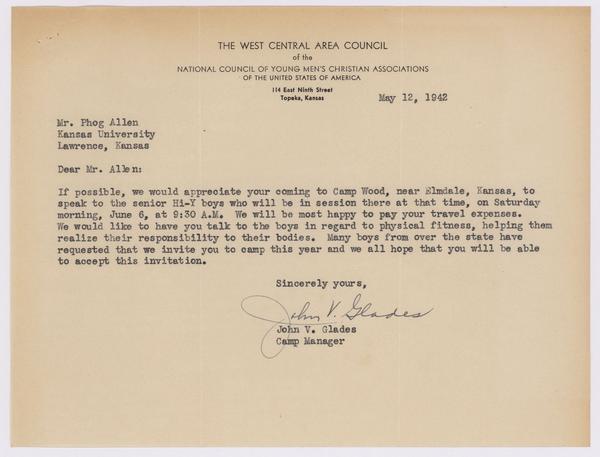 THE WEST CENTRAL AREA COUNCIL
of the
NATIONAL COUNCIL OF YOUNG MEN'S CHRISTIAN ASSOCIATIONS
OF THE UNITED STATES OF AMERICA
114 East Ninth Street
Topeka, Kansas
May 12, 1942
Mr. Phog Allen
Kansas University
Lawrence, Kansas
Dear Mr. Allen:
If possible, we would appreciate your coming to Camp Wood, near Elmdale, Kansas, to
speak to the senior Hi-Y boys who will be in session there at that time, on Saturday
morning, June 6, at 9:30 A.M. We will be most happy to pay your travel expenses.
We would like to have you talk to the boys in regard to physical fitness, helping them
realize their responsibility to their bodies. Many boys from over the state have
requested that we invite you to camp this year and we all hope that you will be able
to accept this invitation.
Sincerely yours,
John V. Glades
John V. Glades
Camp Manager